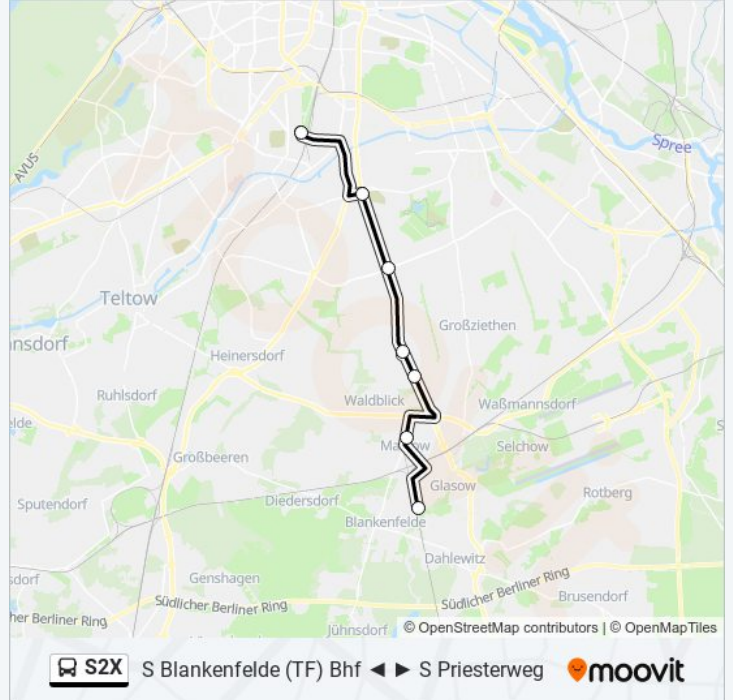 AVUS
Spree
Teltow
nsdorf
Großziethen
Heinersdorf
Ruhlsdorf
Waldblick
Waßmannsdorf
elde
Selchow
Großbeeren
Glasow
Rotberg
Sputendorf
Diedersdorf
Blankenfelde
Dahlewitz
sdorf
Genshagen
Südlicher Berliner Ring
Südlicher Berliner Ring
Brusendorf
her Berliner Ring
Jühnsdorf
© OpenStreetMap contributors | © OpenMapTiles
S2X S Blankenfelde (TF) Bhf ◄ ► S Priesterweg moovit